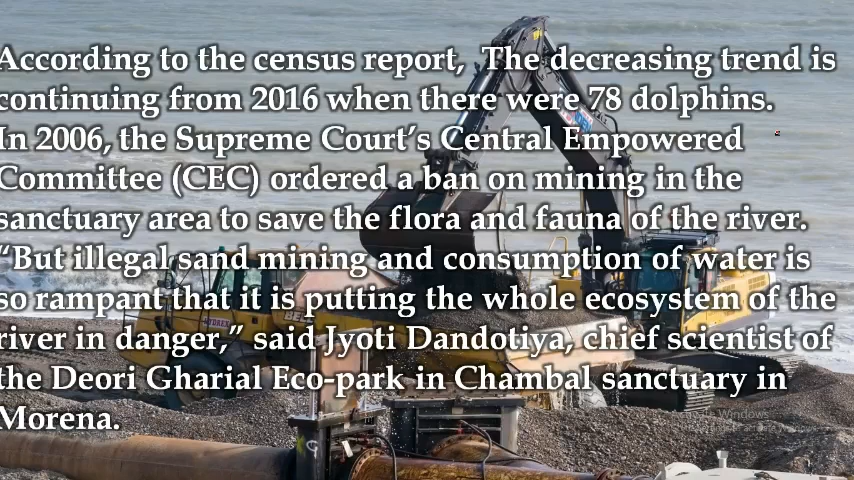 According to the census report,  The decreasing trend is
continuing from 2016 when there were 78 dolphins.
In 2006, the Supreme Court’s Central Empowered
Committee (CEC) ordered a ban on mining in the
sanctuary area to save the flora and fauna of the river.
“But illegal sand mining and consumption of water is
so rampant that it is putting the whole ecosystem of the
river in danger,” said Jyoti Dandotiya, chief scientist of
the Deori Gharial Eco-park in Chambal sanctuary in
Morena.
Windows